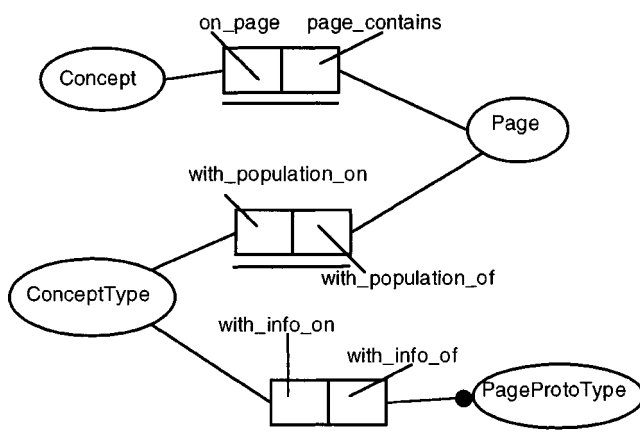 on_page page_contains
Concept
Page
with_population_on
with_population_of
ConceptType
with_info_on
with_info_of
PageProtoType